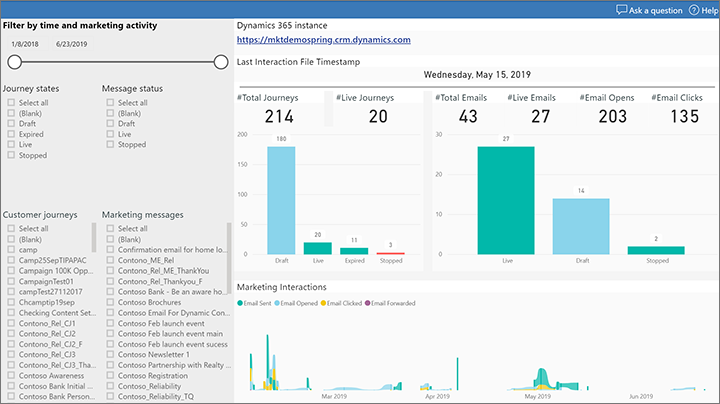 Ask a question
Help
Filter by time and marketing activity
1/8/2018 6/23/2019
Journey states
Select all
(Blank)
Draft
Expired
Live
Stopped
Message status
Select all
(Blank)
Draft
Live
Stopped
Customer journeys
Select all
(Blank)
camp
Camp25SepTIPAPAC
Campaign 100K Opp...
CampaignTest01
campTest27112017
Chcamptip19sep
Checking Content Set...
Contono_Rel_CJ1
Contono_Rel_CJ2
Contono_Rel_CJ2_F
Contono_Rel_CJ3
Contono_Rel_CJ3_Tha...
Contoso Awareness
Contoso Bank Initial ...
Contoso Bank Person...
Marketing messages
Select all
(Blank)
Confirmation email for home lo...
Contono_ME_Rel
Contono_Rel_ME_ThankYou
Contono_Rel_Thankyou_F
Contoso Bank - Be an aware ho...
Contoso Brochures
Contoso Email For Dynamic Con...
Contoso Feb launch event
Contoso Feb launch event main
Contoso Feb launch event sucess
Contoso Newsletter 1
Contoso Partnership with Realty ...
Contoso Registration
Contoso_Reliability
Contoso_Reliability_TQ
Dynamics 365 instance
https://mktdemospring.crm.dynamics.com
Last Interaction File Timestamp
Wednesday, May 15, 2019
#Total Journeys #Live Journeys
214 20
200
150
100
50
0
180
20
11
3
Draft Live Expired Stopped
#Total Emails #Live Emails #Email Opens #Email Clicks
43 27 203 135
30
20
10
0
27
14
2
Live Draft Stopped
Marketing Interactions
Email Sent Email Opened Email Clicked Email Forwarded
Mar 2019 Apr 2019 May 2019 Jun 2019